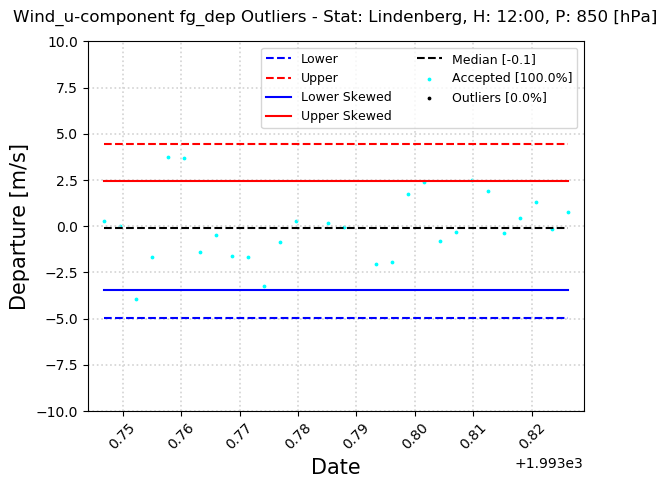 Wind_u-component fg_dep Outliers - Stat: Lindenberg, H: 12:00, P: 850 [hPa]
Lower
Upper
Lower Skewed
Upper Skewed
Median [-0.1]
Accepted [100.0%]
Outliers [0.0%]
Departure [m/s]
10.0
7.5
5.0
2.5
0.0
−2.5
−5.0
−7.5
−10.0
0.75
0.76
0.77
0.78
0.79
0.80
0.81
0.82
+1.993e3
Date